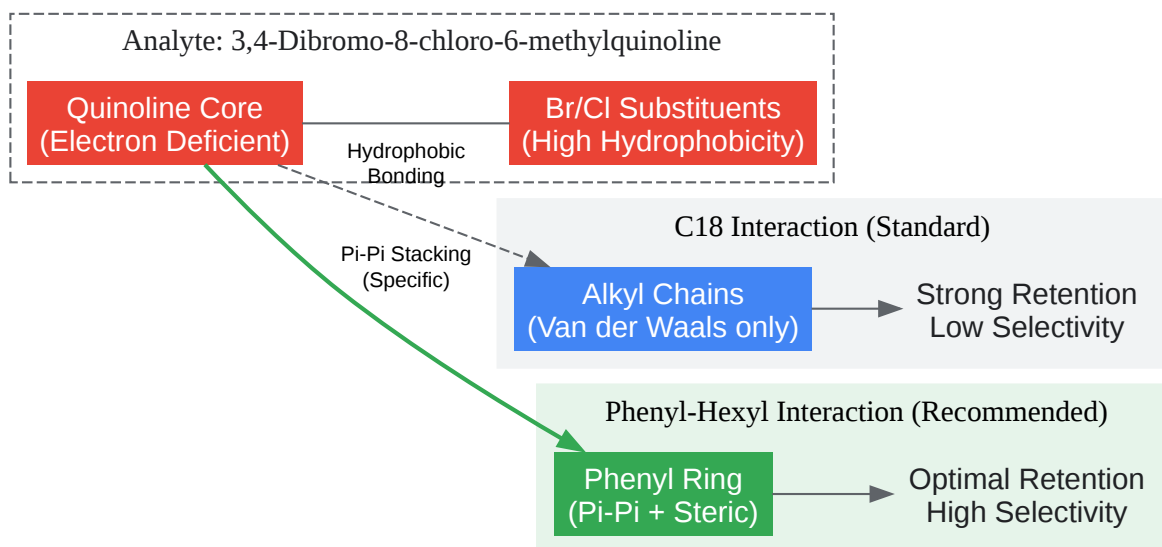 Analyte: 3,4-Dibromo-8-chloro-6-methylquinoline
Quinoline Core
(Electron Deficient)
Br/Cl Substituents
(High Hydrophobicity)
Hydrophobic
Bonding
Pi-Pi Stacking
(Specific)
C18 Interaction (Standard)
Alkyl Chains
(Van der Waals only)
Strong Retention
Low Selectivity
Phenyl-Hexyl Interaction (Recommended)
Phenyl Ring
(Pi-Pi + Steric)
Optimal Retention
High Selectivity